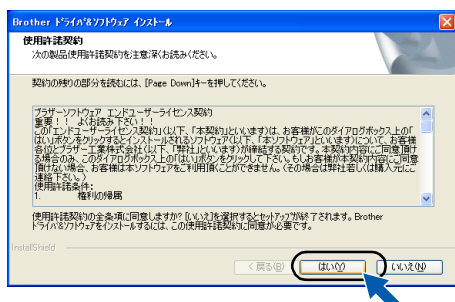 Brother ﾄﾞﾗｲﾊﾞ&ｿﾌﾄｳｪｱ インストール
使用許諾契約
次の製品使用許諾契約を注意深くお読みください。
契約の残りの部分を読むには、[Page Down]キーを押してください。
ブラザーソフトウェア エンドユーザーライセンス契約
重要！！ よくお読み下さい！！
この「エンドユーザーライセンス契約」（以下、「本契約」といいます）は、お客様がこのダイアログボックス上の「
はい」ボタンをクリックするとインストールされるソフトウェア（以下、「本ソフトウェア」といいます）について、お客様
各位とブラザー工業株式会社（以下、「弊社」といいます）が締結する契約です。本契約内容にご同意頂け
る場合のみ、このダイアログボックス上の「はい」ボタンをクリックして下さい。もしお客様が本契約内容にご同意
頂けない場合、お客様は本ソフトウェアをご利用頂くことができません。（その場合は弊社若しくは購入元にご
連絡下さい。）
使用許諾条件：
1. 権利の帰属
使用許諾契約の全条項に同意しますか? [いいえ]を選択するとセットアップが終了されます。Brother
ﾄﾞﾗｲﾊﾞ&ｿﾌﾄｳｪｱをインストールするには、この使用許諾契約に同意が必要です。
InstallShield
< 戻る(B)
はい(Y)
いいえ(N)